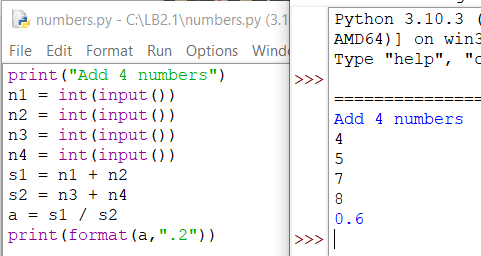 numbers.py - C:\LB2.1\numbers.py (3.1
File Edit Format Run Options Windo
print("Add 4 numbers")
n1 = int(input())
n2 = int(input())
n3 = int(input())
n4 = int(input())
s1 = n1 + n2
s2 = n3 + n4
a = s1 / s2
print(format(a,".2"))
Python 3.10.3 (
AMD64)] on win3
Type "help", "c
>>>
===============
Add 4 numbers
4
5
7
8
0.6
>>>